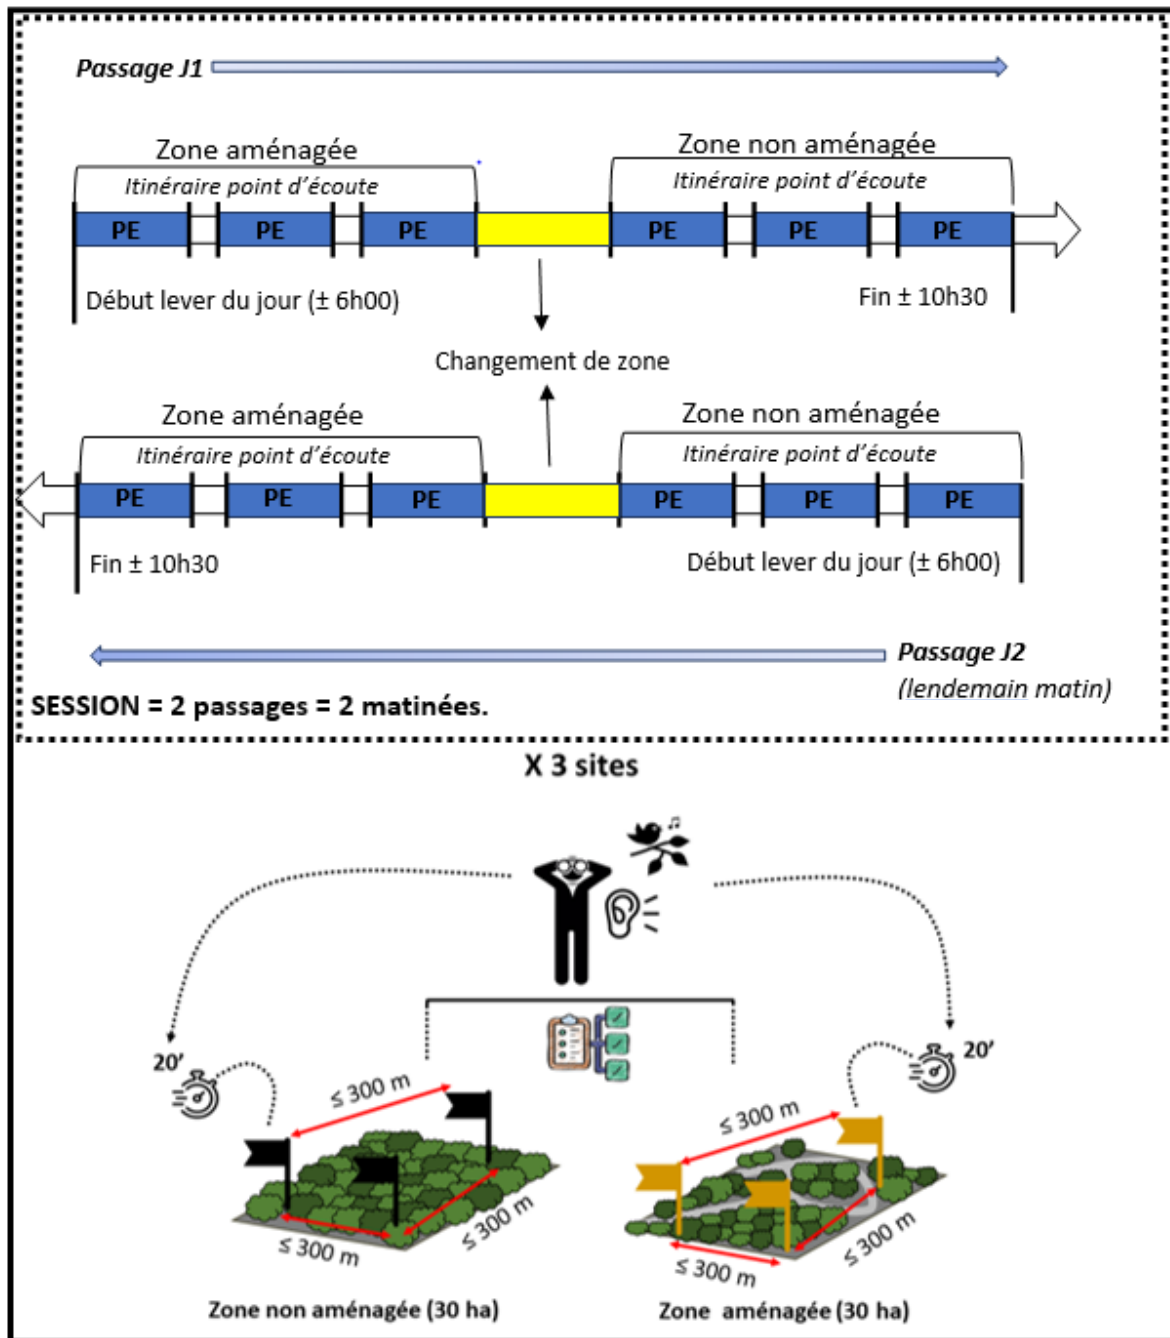 Passage J1
Zone aménagée
Zone non aménagée
Itinéraire point d'écoute
Itinéraire point d'écoute
PE PE PE PE PE PE
Début lever du jour (± 6h00)
Fin ± 10h30
Changement de zone
Zone aménagée
Zone non aménagée
Itinéraire point d'écoute
Itinéraire point d'écoute
PE PE PE PE PE PE
Fin ± 10h30
Début lever du jour (± 6h00)
Passage J2
(lendemain matin)
SESSION = 2 passages = 2 matinées.
X 3 sites
20'
20'
≤ 300 m
≤ 300 m
≤ 300 m
≤ 300 m
≤ 300 m
≤ 300 m
Zone non aménagée (30 ha)
Zone aménagée (30 ha)